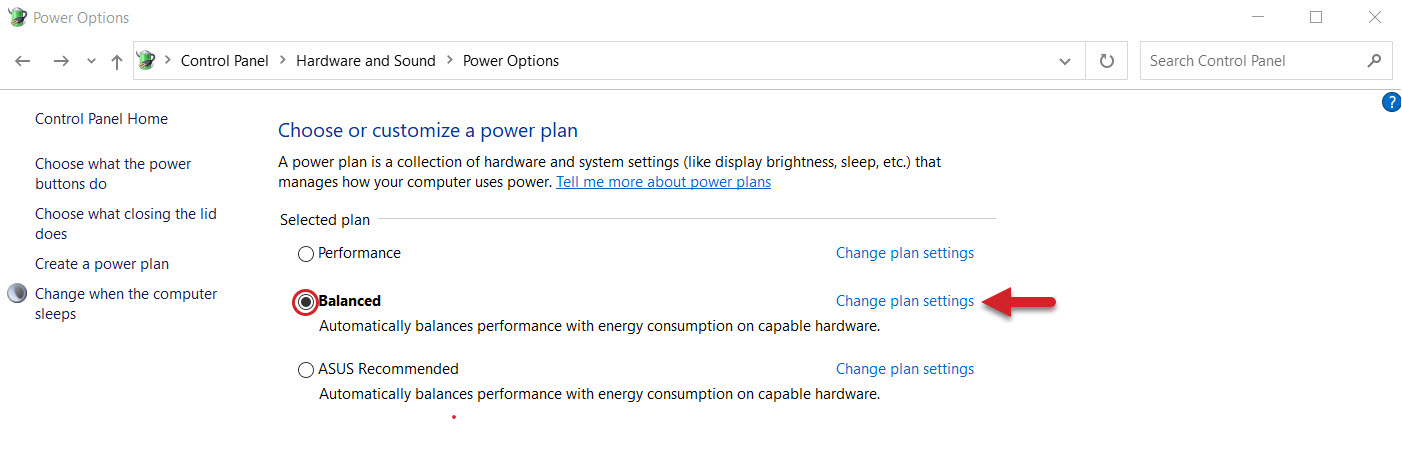 Power Options
Control Panel > Hardware and Sound > Power Options
Search Control Panel
?
Control Panel Home
Choose what the power
buttons do
Choose what closing the lid
does
Create a power plan
Change when the computer
sleeps
Choose or customize a power plan
A power plan is a collection of hardware and system settings (like display brightness, sleep, etc.) that
manages how your computer uses power. Tell me more about power plans
Selected plan
Performance Change plan settings
Balanced Change plan settings
Automatically balances performance with energy consumption on capable hardware.
ASUS Recommended Change plan settings
Automatically balances performance with energy consumption on capable hardware.